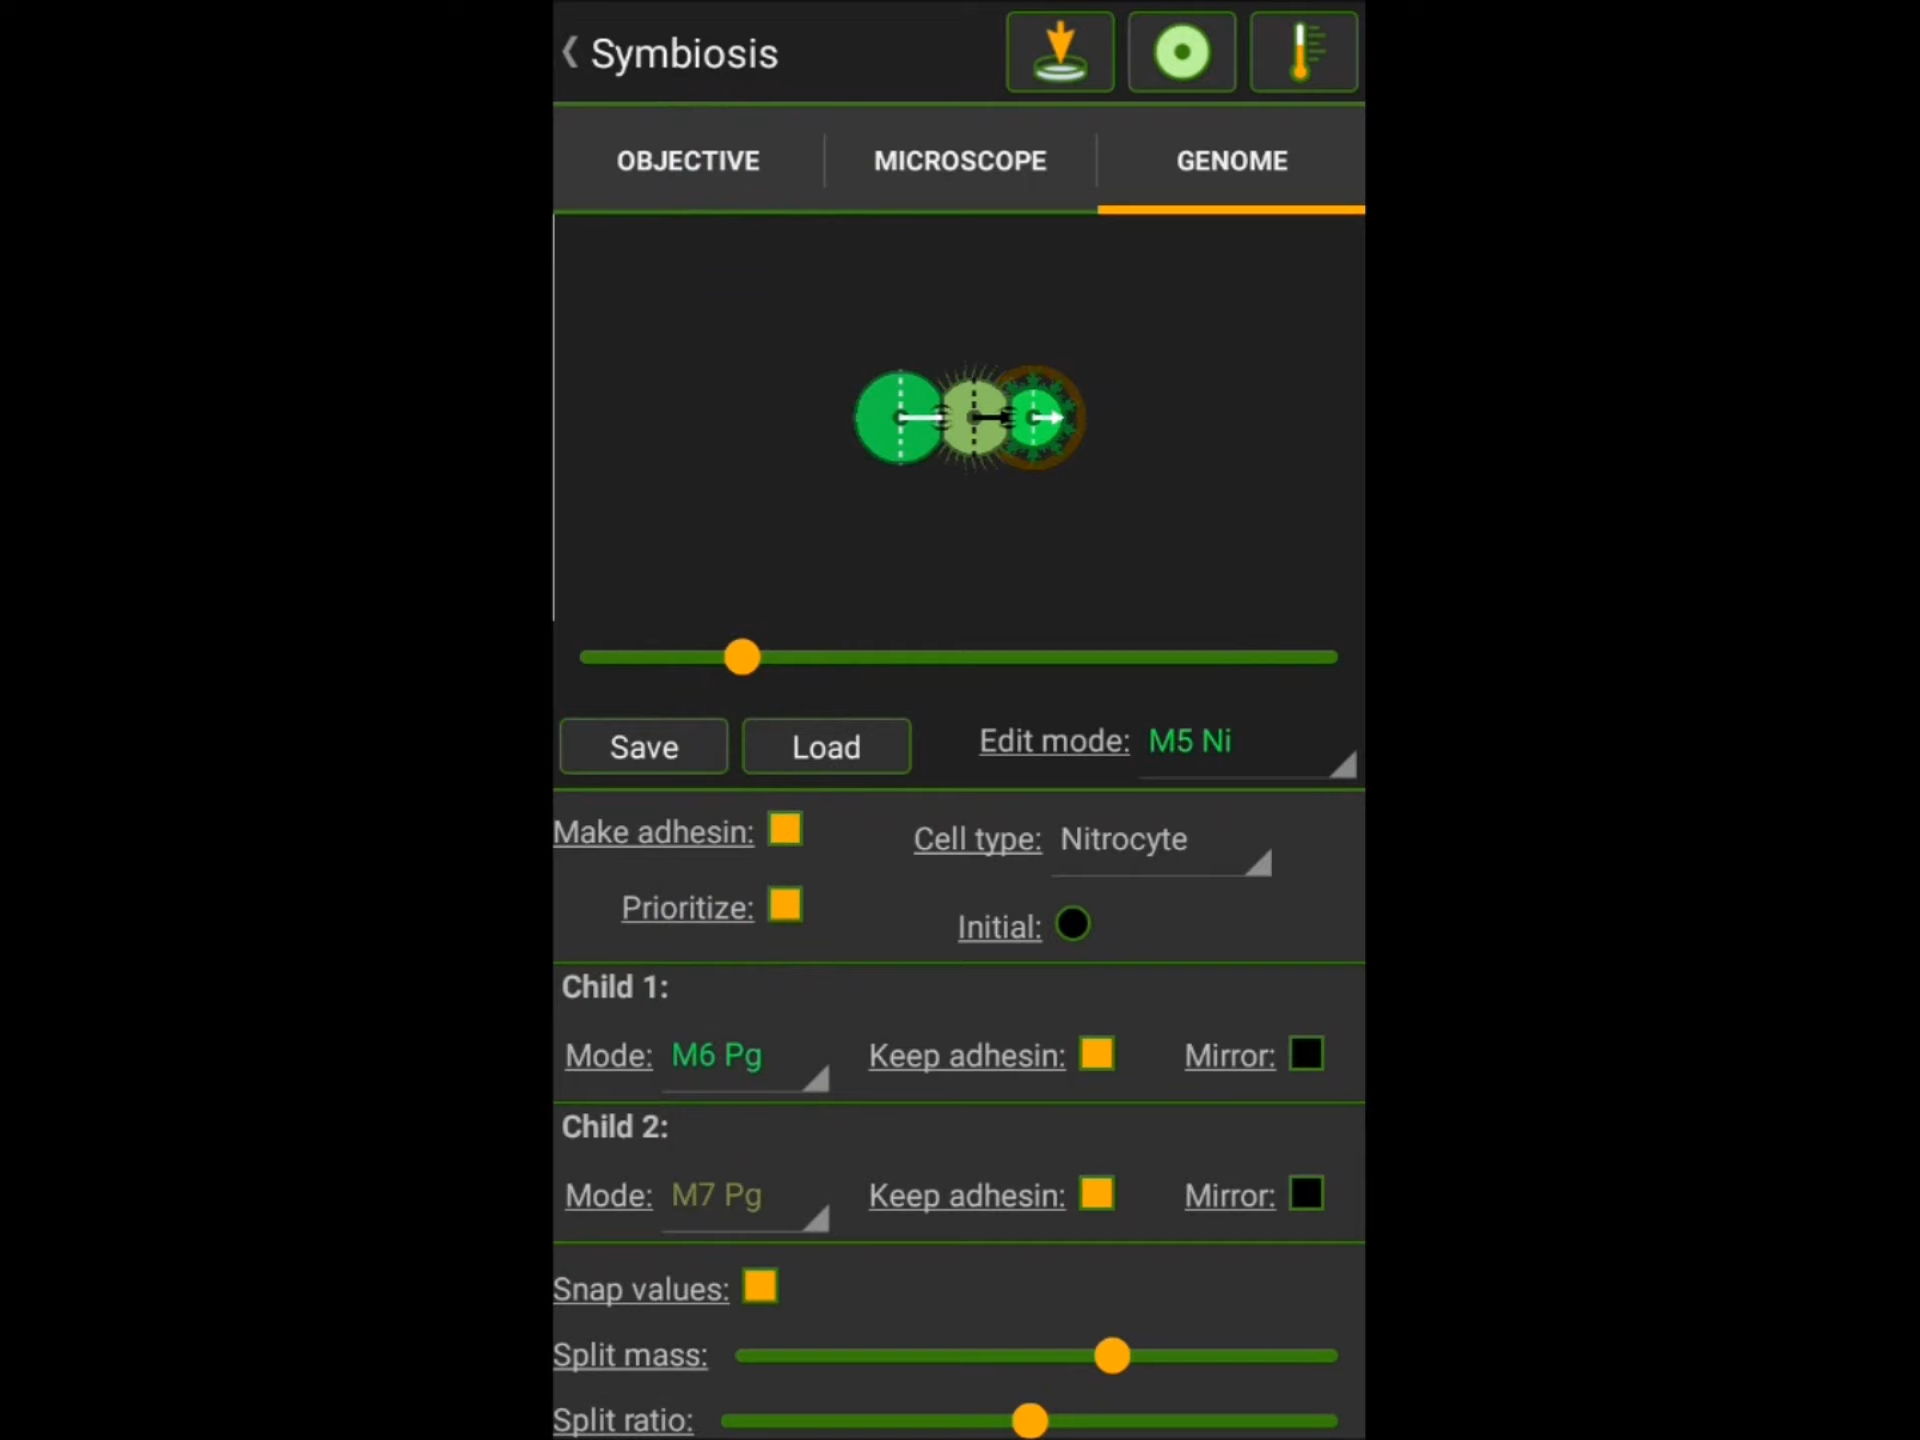 Symbiosis
OBJECTIVE MICROSCOPE GENOME
Save Load Edit mode: M5 Ni
Make adhesin: Cell type: Nitrocyte
Prioritize: Initial:
Child 1:
Mode: M6 Pg Keep adhesin: Mirror:
Child 2:
Mode: M7 Pg Keep adhesin: Mirror:
Snap values:
Split mass:
Split ratio: